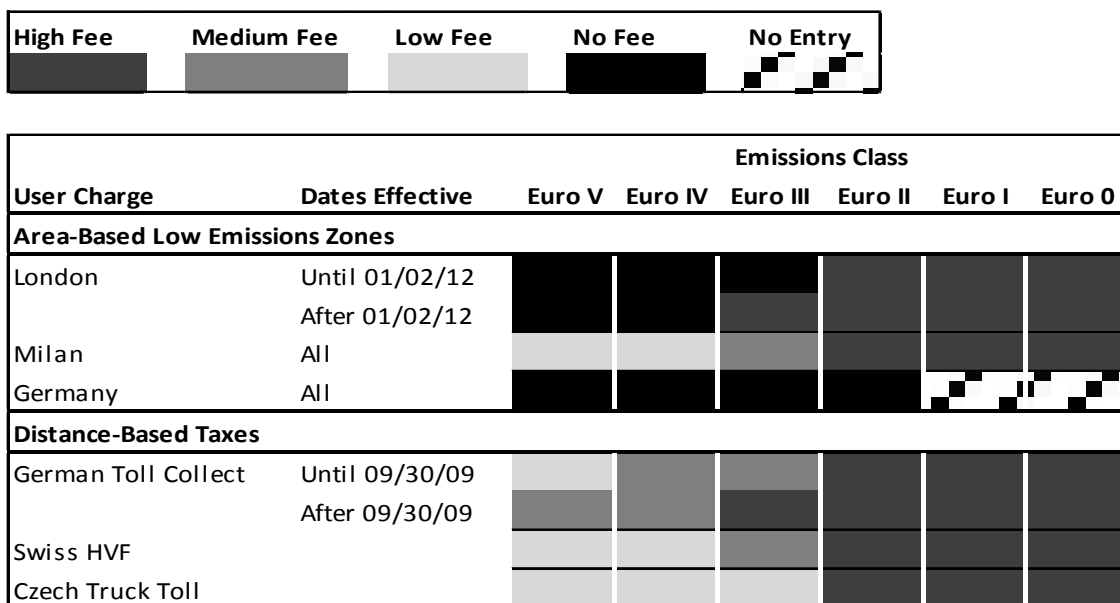 High Fee Medium Fee Low Fee No Fee No Entry
Emissions Class
User Charge Dates Effective Euro V Euro IV Euro III Euro II Euro I Euro 0
Area-Based Low Emissions Zones
London Until 01/02/12
After 01/02/12
Milan All
Germany All
Distance-Based Taxes
German Toll Collect Until 09/30/09
After 09/30/09
Swiss HVF
Czech Truck Toll